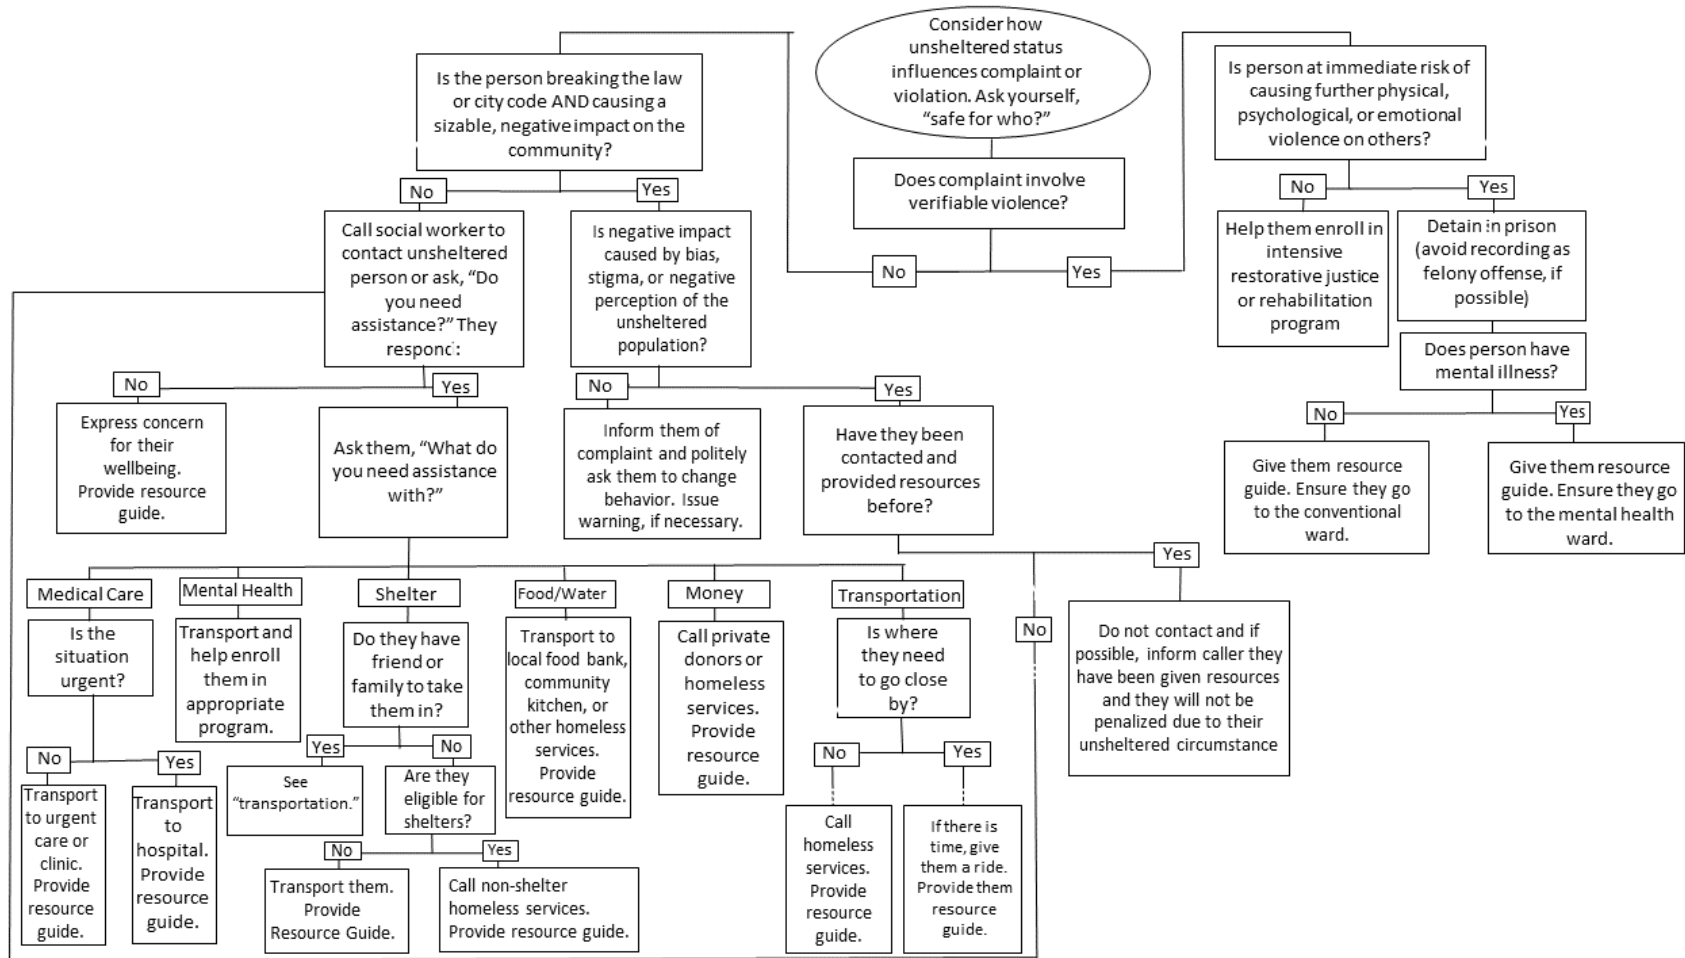 Consider how
unsheltered status
influences complaint or
violation. Ask yourself,
“safe for who?”
Does complaint involve
verifiable violence?
No
Yes
Is the person breaking the law
or city code AND causing a
sizable, negative impact on the
community?
No
Yes
Call social worker to
contact unsheltered
person or ask, “Do
you need
assistance?” They
respond:
Is negative impact
caused by bias,
stigma, or negative
perception of the
unsheltered
population?
No
Yes
Express concern
for their
wellbeing.
Provide resource
guide.
Ask them, “What do
you need assistance
with?”
No
Yes
Inform them of
complaint and politely
ask them to change
behavior. Issue
warning, if necessary.
Have they been
contacted and
provided resources
before?
Yes
No
Do not contact and if
possible, inform caller they
have been given resources
and they will not be
penalized due to their
unsheltered circumstance
Medical Care
Is the
situation
urgent?
No
Yes
Transport
to urgent
care or
clinic.
Provide
resource
guide.
Transport
to
hospital.
Provide
resource
guide.
Mental Health
Transport and
help enroll
them in
appropriate
program.
Shelter
Do they have
friend or
family to take
them in?
Yes
No
See
“transportation.”
Are they
eligible for
shelters?
No
Yes
Transport them.
Provide
Resource Guide.
Call non-shelter
homeless services.
Provide resource guide.
Food/Water
Transport to
local food bank,
community
kitchen, or
other homeless
services.
Provide
resource guide.
Money
Call private
donors or
homeless
services.
Provide
resource
guide.
Transportation
Is where
they need
to go close
by?
No
Yes
Call
homeless
services.
Provide
resource
guide.
If there is
time, give
them a ride.
Provide them
resource
guide.
Is person at immediate risk of
causing further physical,
psychological, or emotional
violence on others?
No
Yes
Help them enroll in
intensive
restorative justice
or rehabilitation
program
Detain in prison
(avoid recording as
felony offense, if
possible)
Does person have
mental illness?
No
Yes
Give them resource
guide. Ensure they go
to the conventional
ward.
Give them resource
guide. Ensure they go
to the mental health
ward.